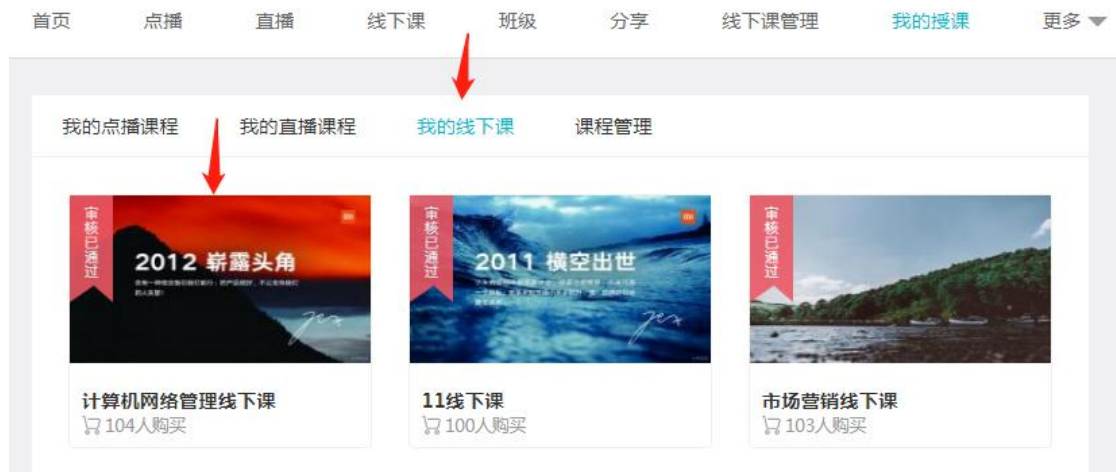 首页 点播 直播 线下课 班级 分享 线下课管理 我的授课 更多
我的点播课程 我的直播课程 我的线下课 课程管理
审核已通过
2012 崭露头角
审核已通过
2011 横空出世
审核已通过
计算机网络管理线下课 11线下课 市场营销线下课
104人购买 100人购买 103人购买